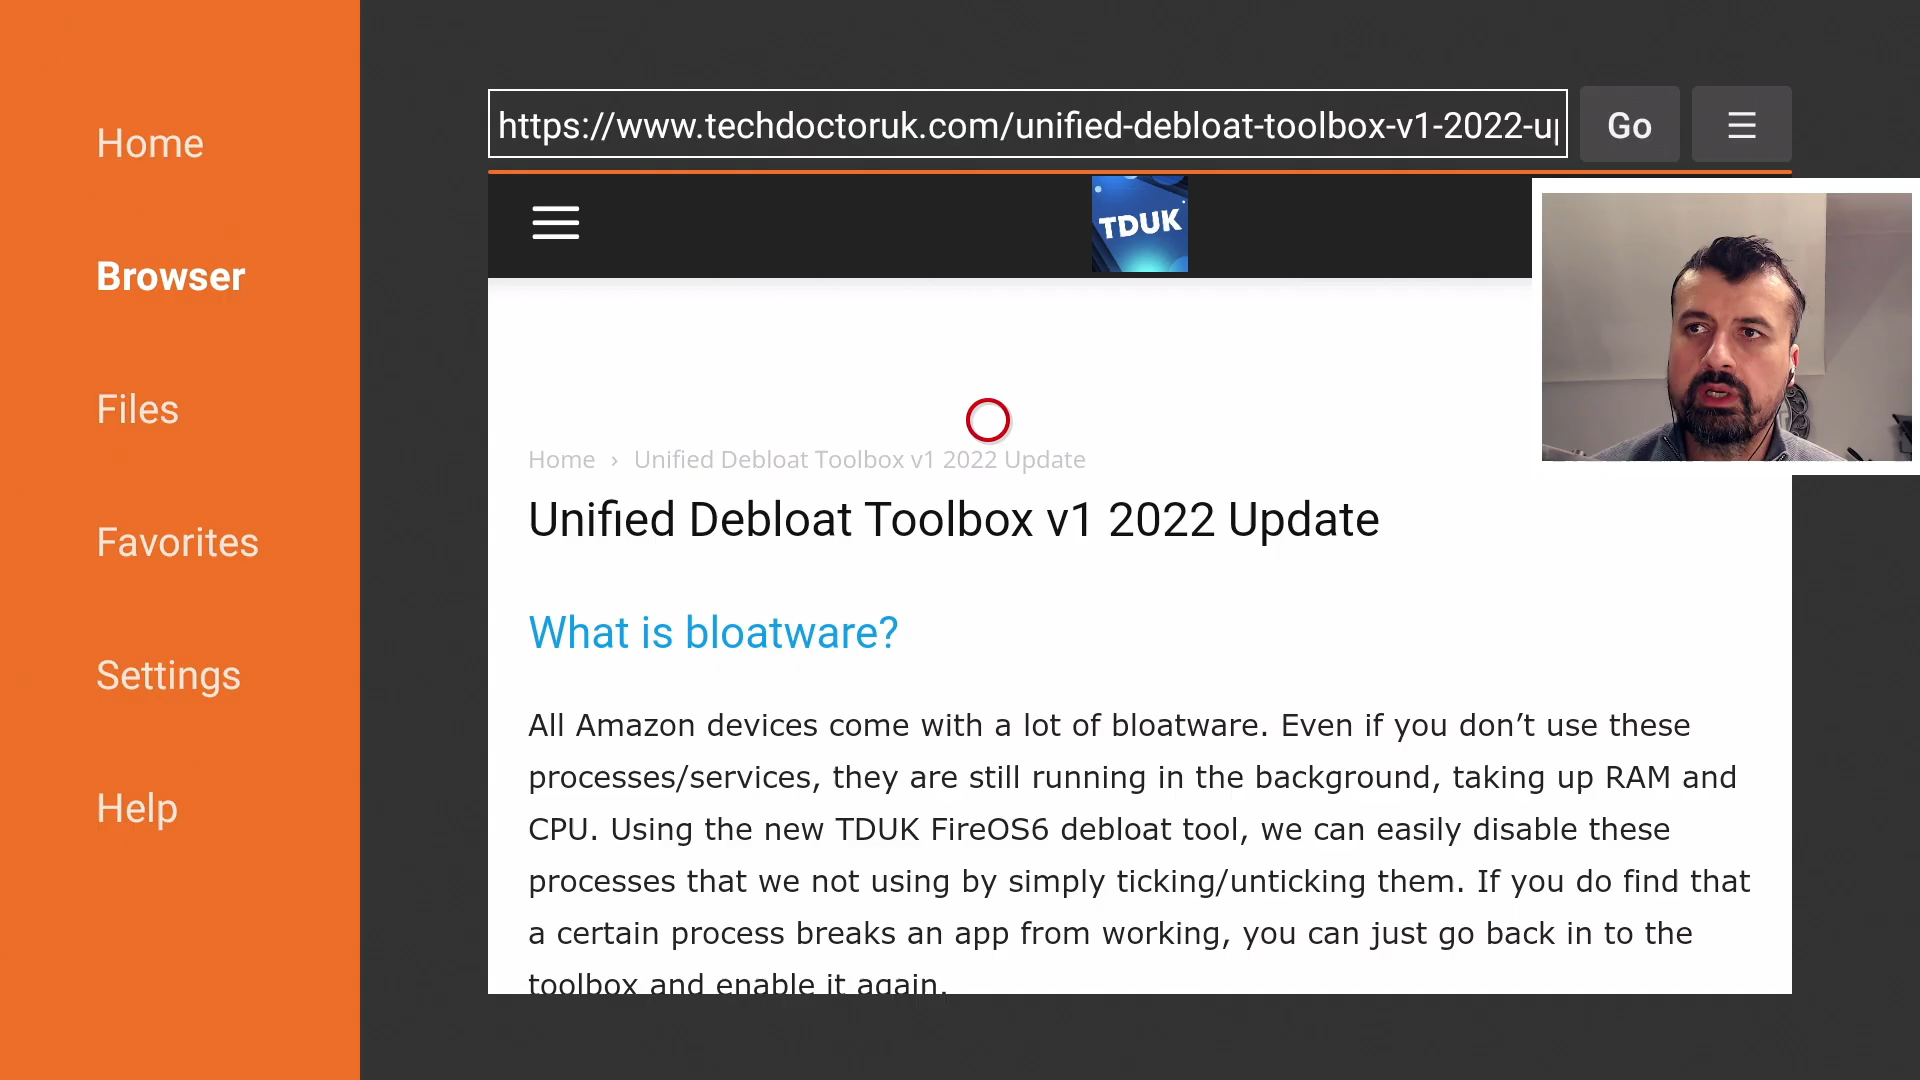 Home
Browser
Files
Favorites
Settings
Help
https://www.techdoctoruk.com/unified-debloat-toolbox-v1-2022-u
Go
TDUK
Home › Unified Debloat Toolbox v1 2022 Update
Unified Debloat Toolbox v1 2022 Update
What is bloatware?
All Amazon devices come with a lot of bloatware. Even if you don’t use these
processes/services, they are still running in the background, taking up RAM and
CPU. Using the new TDUK FireOS6 debloat tool, we can easily disable these
processes that we not using by simply ticking/unticking them. If you do find that
a certain process breaks an app from working, you can just go back in to the
toolbox and enable it again.